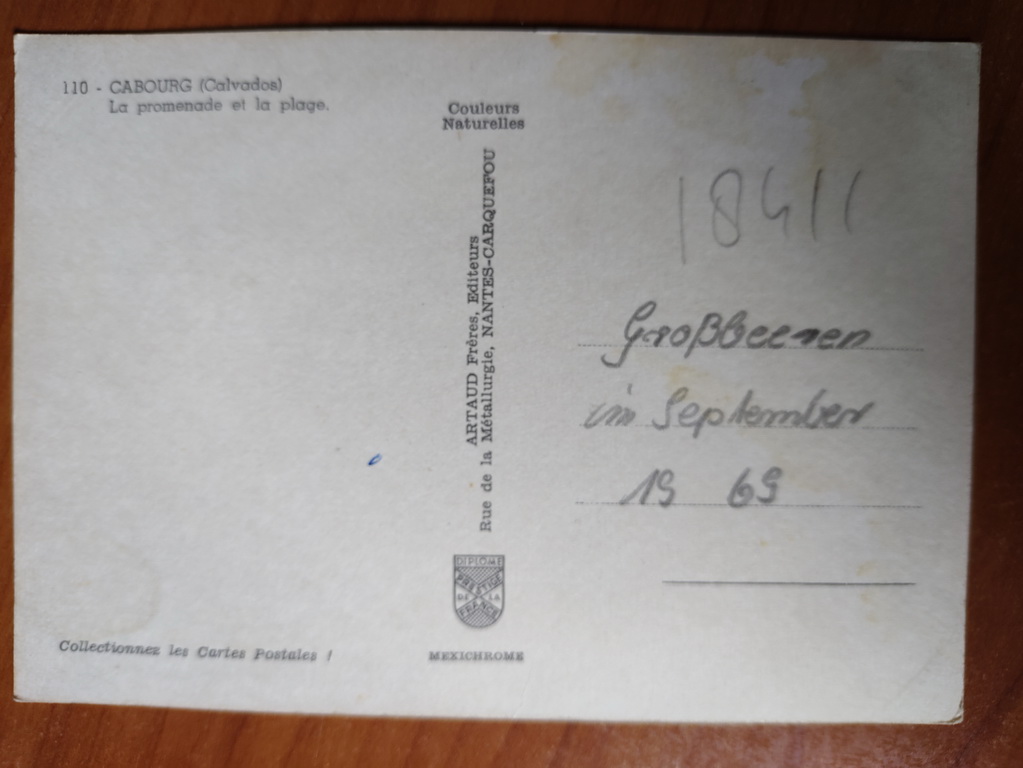 110 - CABOURG (Calvados)
La promenade et la plage.
Couleurs
Naturelles
ARTAUD Frères, Editeurs
Rue de la Métallurgie, NANTES-CARQUEFOU
DIPLOME
PRESTIGE
DE LA
FRANCE
MEXICHROME
Collectionnez les Cartes Postales !
18411
Großbeeren
im September
19 69